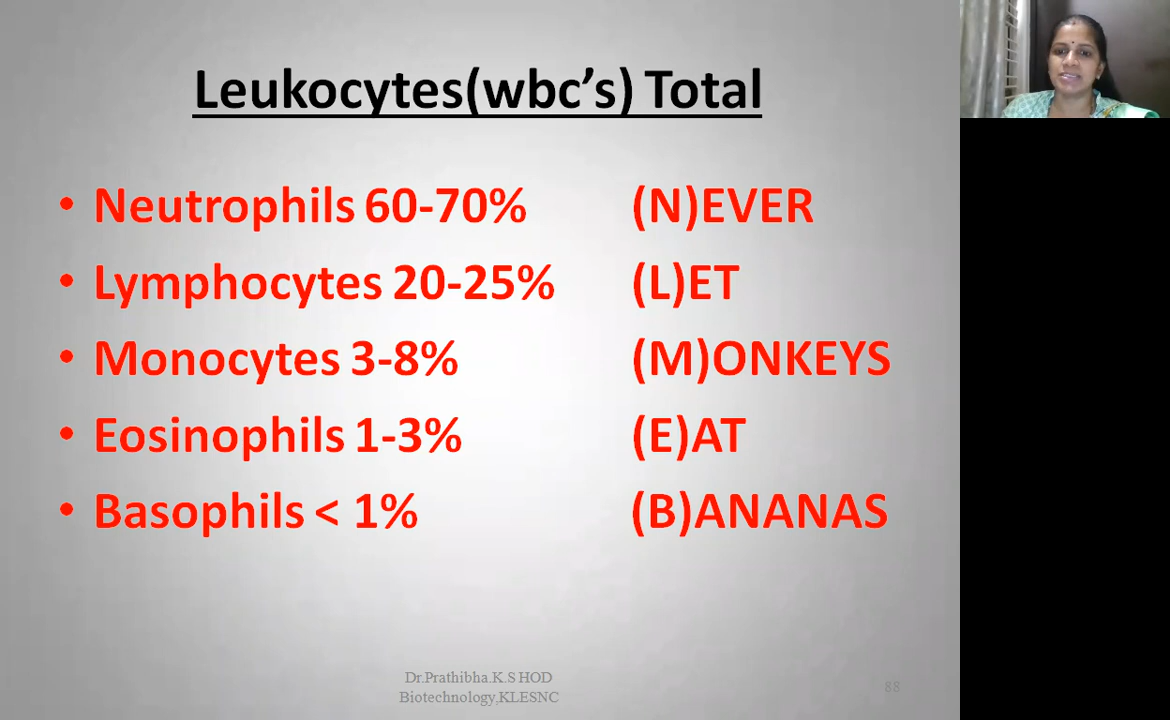 Leukocytes(wbc's) Total
• Neutrophils 60-70% (N)EVER
• Lymphocytes 20-25% (L)ET
• Monocytes 3-8% (M)ONKEYS
• Eosinophils 1-3% (E)AT
• Basophils < 1% (B)ANANAS
Dr.Prathibha.K.S HOD
Biotechnology,KLESNC
88